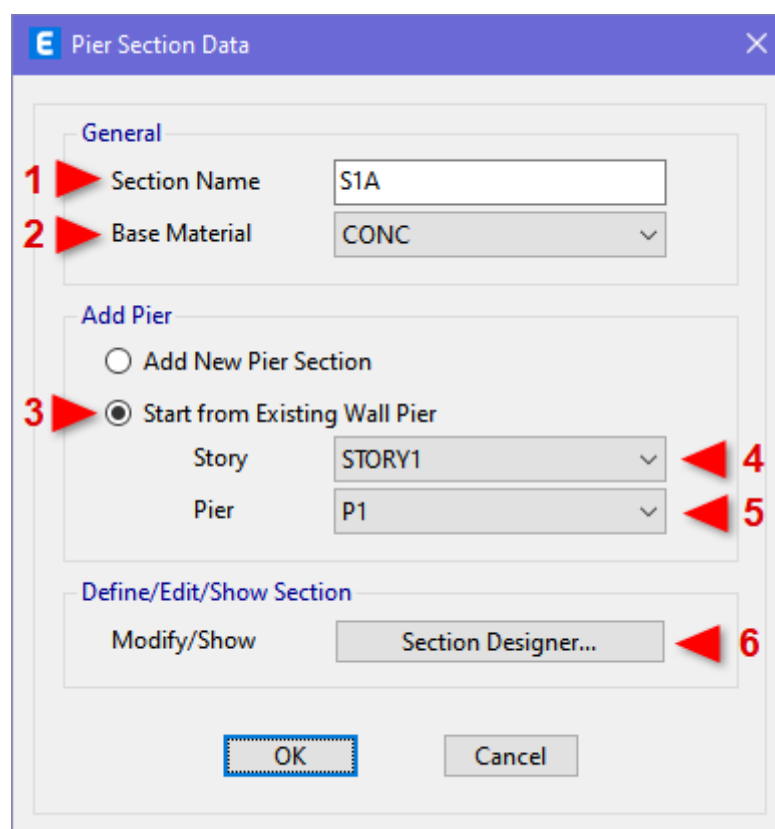 E Pier Section Data
General
1 Section Name S1A
2 Base Material CONC
Add Pier
Add New Pier Section
3 Start from Existing Wall Pier
Story STORY1 4
Pier P1 5
Define/Edit/Show Section
Modify/Show Section Designer... 6
OK Cancel